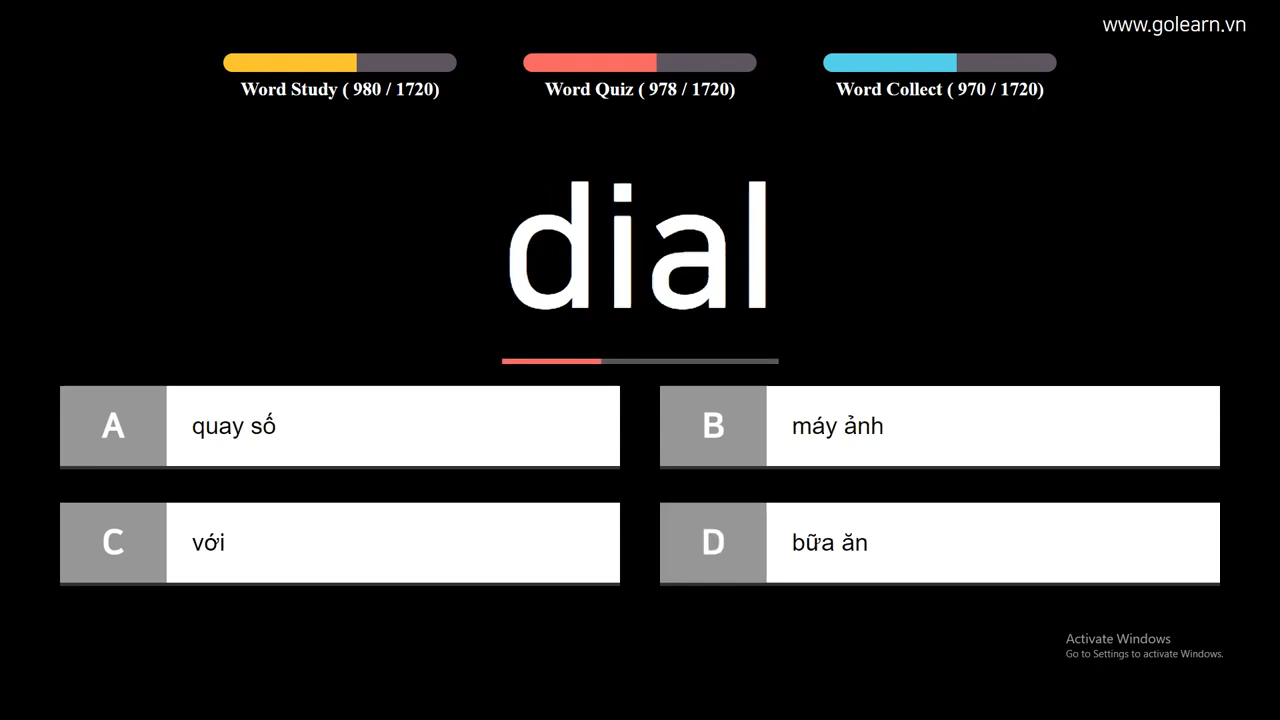 www.golearn.vn
Word Study ( 980 / 1720)
Word Quiz ( 978 / 1720)
Word Collect ( 970 / 1720)
dial
A quay số
B máy ảnh
C với
D bữa ăn
Activate Windows
Go to Settings to activate Windows.